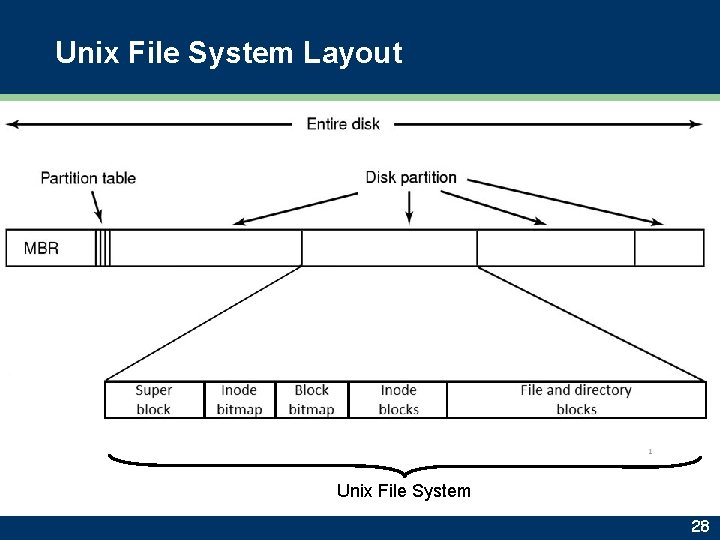 Unix File System Layout
Entire disk
Partition table
Disk partition
MBR
Super
block
Inode
bitmap
Block
bitmap
Inode
blocks
File and directory
blocks
1
Unix File System
28